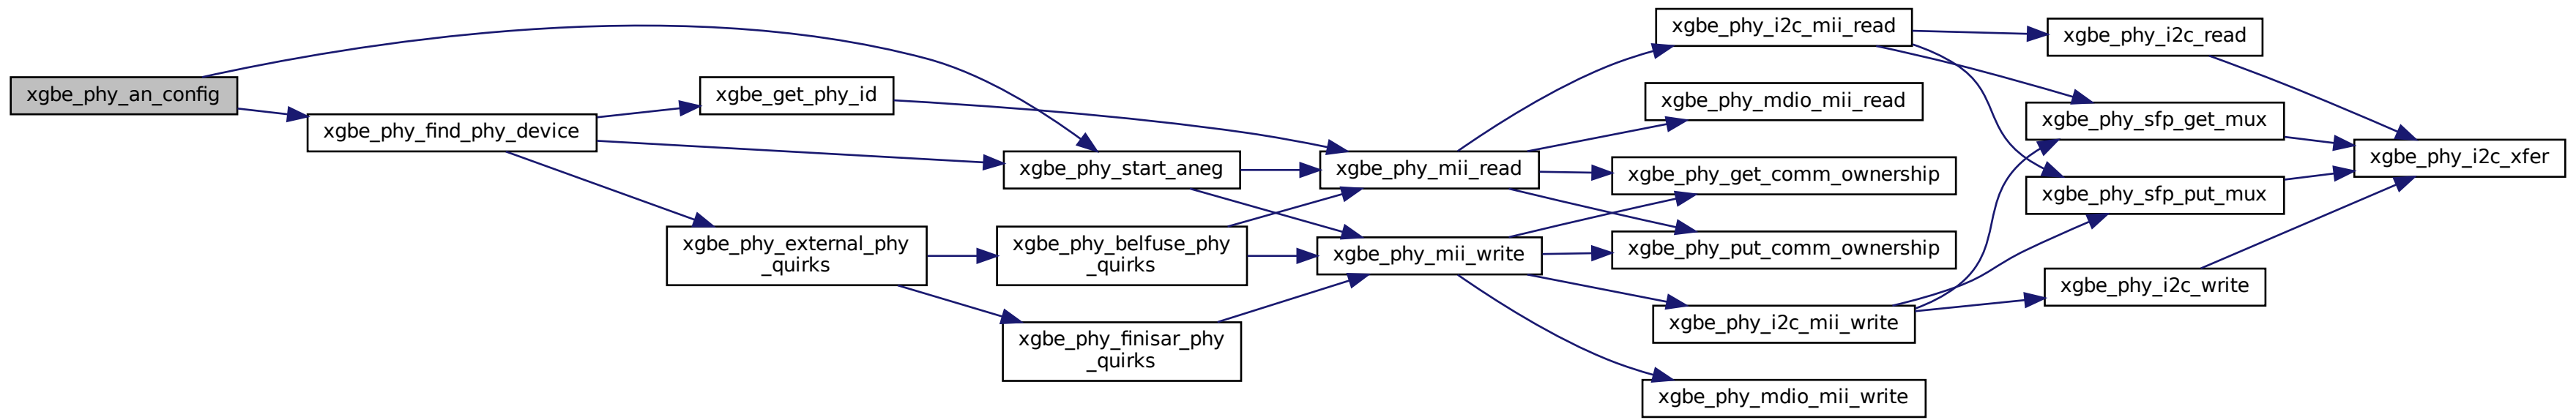 xgbe_phy_an_config
xgbe_phy_find_phy_device
xgbe_get_phy_id
xgbe_phy_external_phy
_quirks
xgbe_phy_start_aneg
xgbe_phy_belfuse_phy
_quirks
xgbe_phy_finisar_phy
_quirks
xgbe_phy_mii_read
xgbe_phy_mii_write
xgbe_phy_i2c_mii_read
xgbe_phy_mdio_mii_read
xgbe_phy_get_comm_ownership
xgbe_phy_put_comm_ownership
xgbe_phy_i2c_mii_write
xgbe_phy_mdio_mii_write
xgbe_phy_i2c_read
xgbe_phy_sfp_get_mux
xgbe_phy_sfp_put_mux
xgbe_phy_i2c_write
xgbe_phy_i2c_xfer